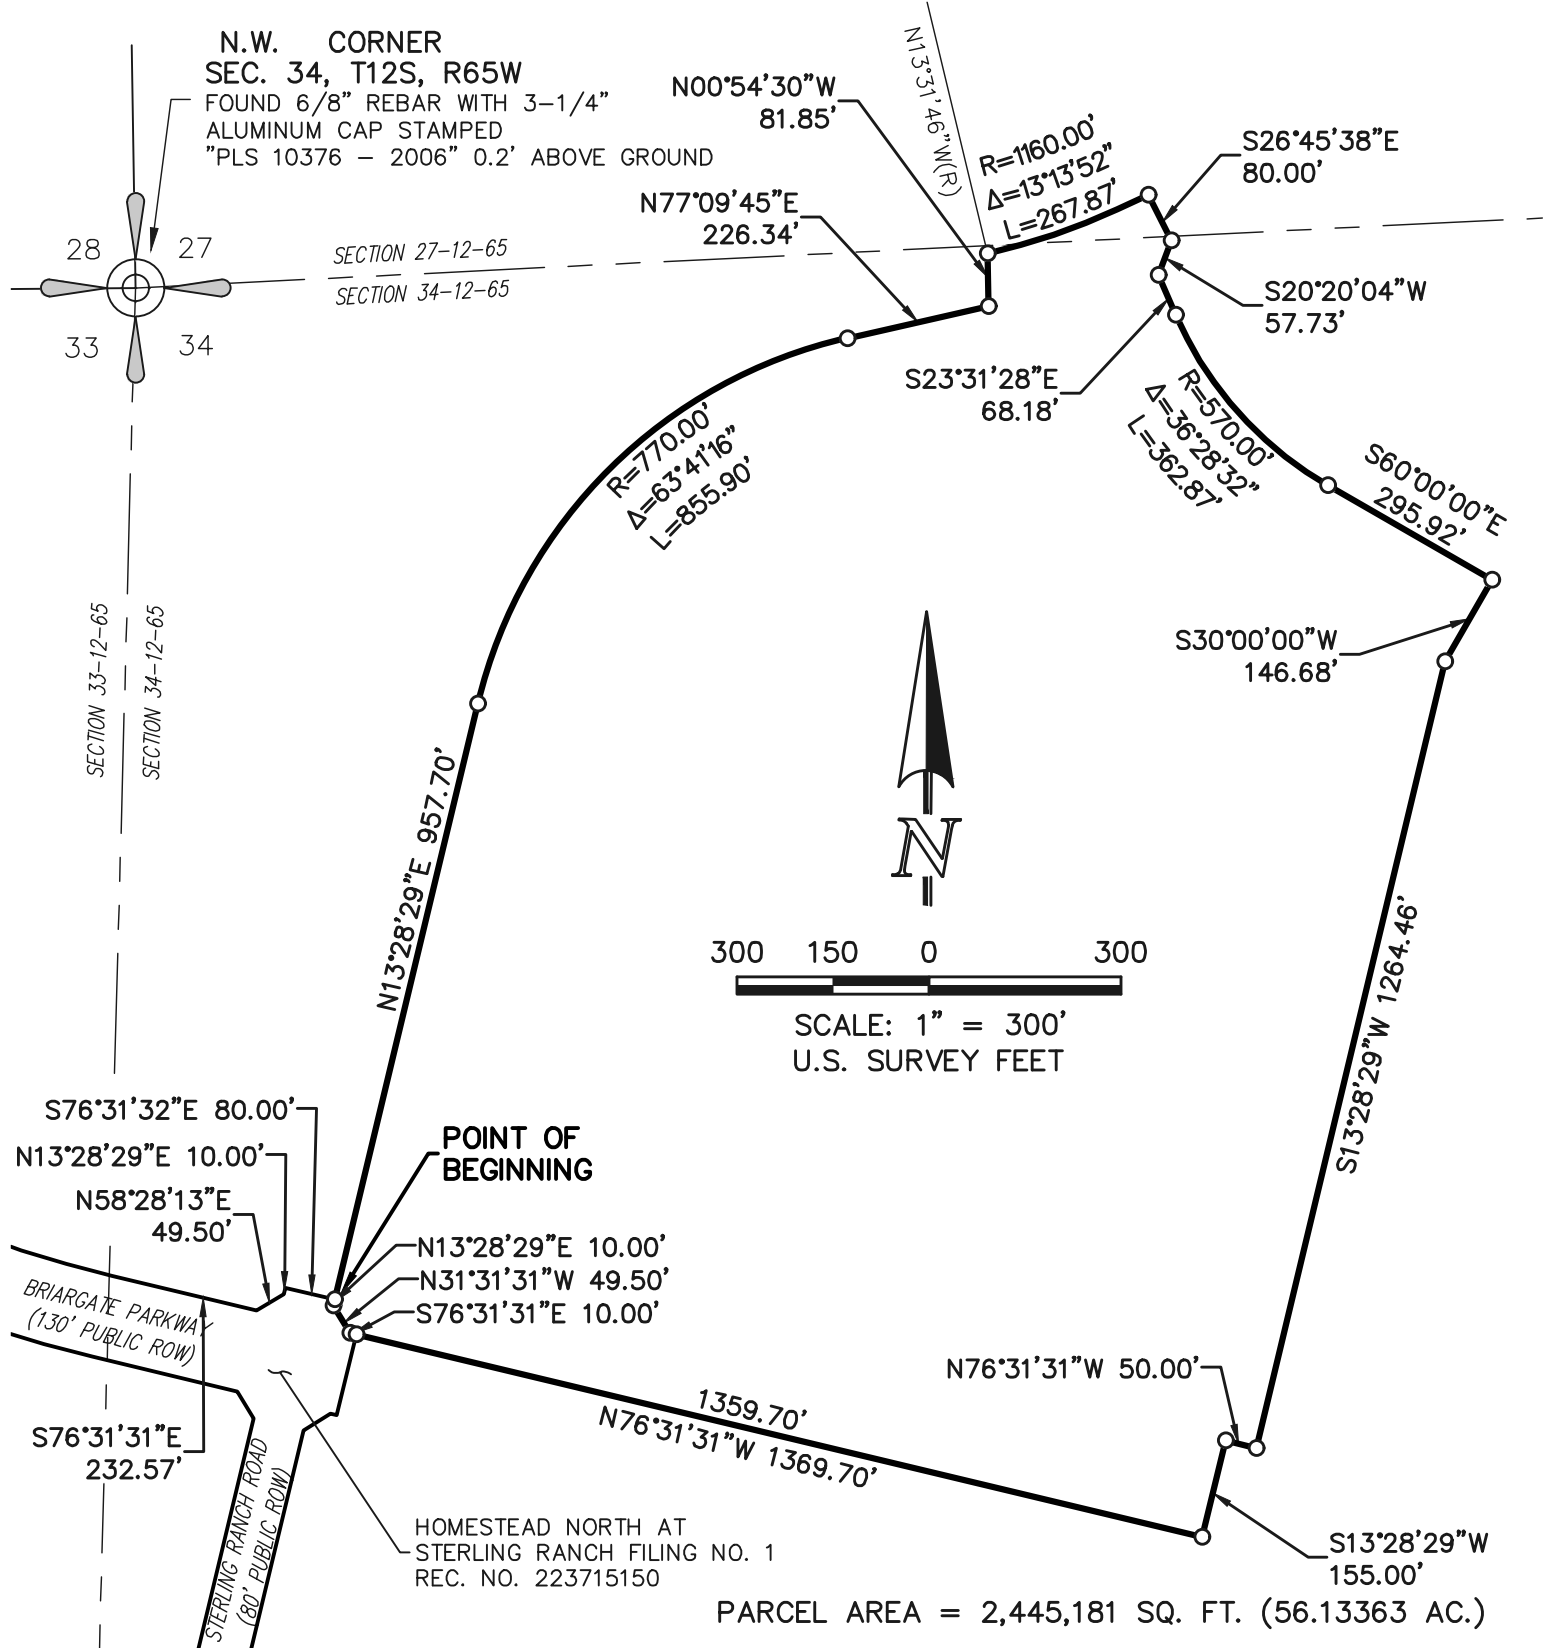 N.W. CORNER
SEC. 34, T12S, R65W
FOUND 6/8" REBAR WITH 3-1/4"
ALUMINUM CAP STAMPED
"PLS 10376 – 2006" 0.2' ABOVE GROUND
28
27
33
34
SECTION 27-12-65
SECTION 34-12-65
N00°54'30"W
81.85'
N13°31'46"W(R)
R=1160.00'
Δ=13°13'52"
L=267.87'
S26°45'38"E
80.00'
N77°09'45"E
226.34'
S20°20'04"W
57.73'
S23°31'28"E
68.18'
R=570.00'
Δ=36°28'32"
L=362.87'
R=770.00'
Δ=63°41'16"
L=855.90'
S60°00'00"E
295.92'
S30°00'00"W
146.68'
SECTION 33-12-65
SECTION 34-12-65
N13°28'29"E 957.70'
N
300 150 0 300
SCALE: 1" = 300'
U.S. SURVEY FEET
S13°28'29"W 1264.46'
S76°31'32"E 80.00'
N13°28'29"E 10.00'
N58°28'13"E
49.50'
POINT OF
BEGINNING
N13°28'29"E 10.00'
N31°31'31"W 49.50'
S76°31'31"E 10.00'
BRIARGATE PARKWAY
(130' PUBLIC ROW)
S76°31'31"E
232.57'
STERLING RANCH ROAD
(80' PUBLIC ROW)
1359.70'
N76°31'31"W 1369.70'
N76°31'31"W 50.00'
S13°28'29"W
155.00'
HOMESTEAD NORTH AT
STERLING RANCH FILING NO. 1
REC. NO. 223715150
PARCEL AREA = 2,445,181 SQ. FT. (56.13363 AC.)